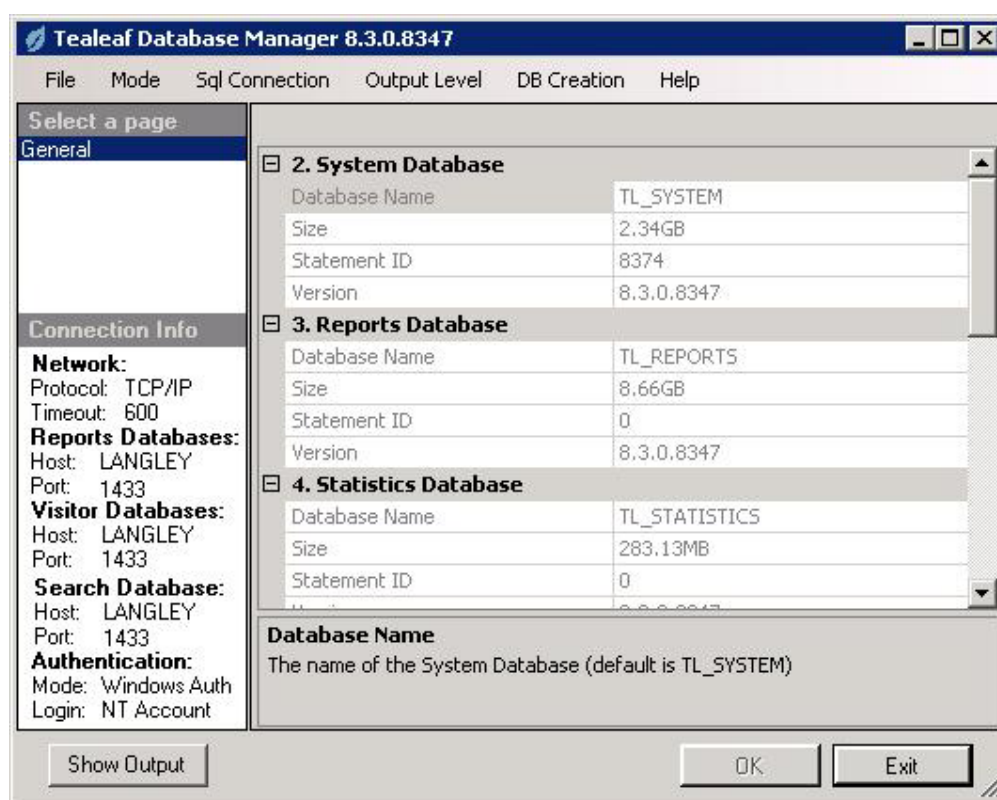 Tealeaf Database Manager 8.3.0.8347
File Mode Sql Connection Output Level DB Creation Help
Select a page
General
Connection Info
Network:
Protocol: TCP/IP
Timeout: 600
Reports Databases:
Host: LANGLEY
Port: 1433
Visitor Databases:
Host: LANGLEY
Port: 1433
Search Database:
Host: LANGLEY
Port: 1433
Authentication:
Mode: Windows Auth
Login: NT Account
2. System Database
Database Name TL_SYSTEM
Size 2.34GB
Statement ID 8374
Version 8.3.0.8347
3. Reports Database
Database Name TL_REPORTS
Size 8.66GB
Statement ID 0
Version 8.3.0.8347
4. Statistics Database
Database Name TL_STATISTICS
Size 283.13MB
Statement ID 0
Database Name
The name of the System Database (default is TL_SYSTEM)
Show Output OK Exit